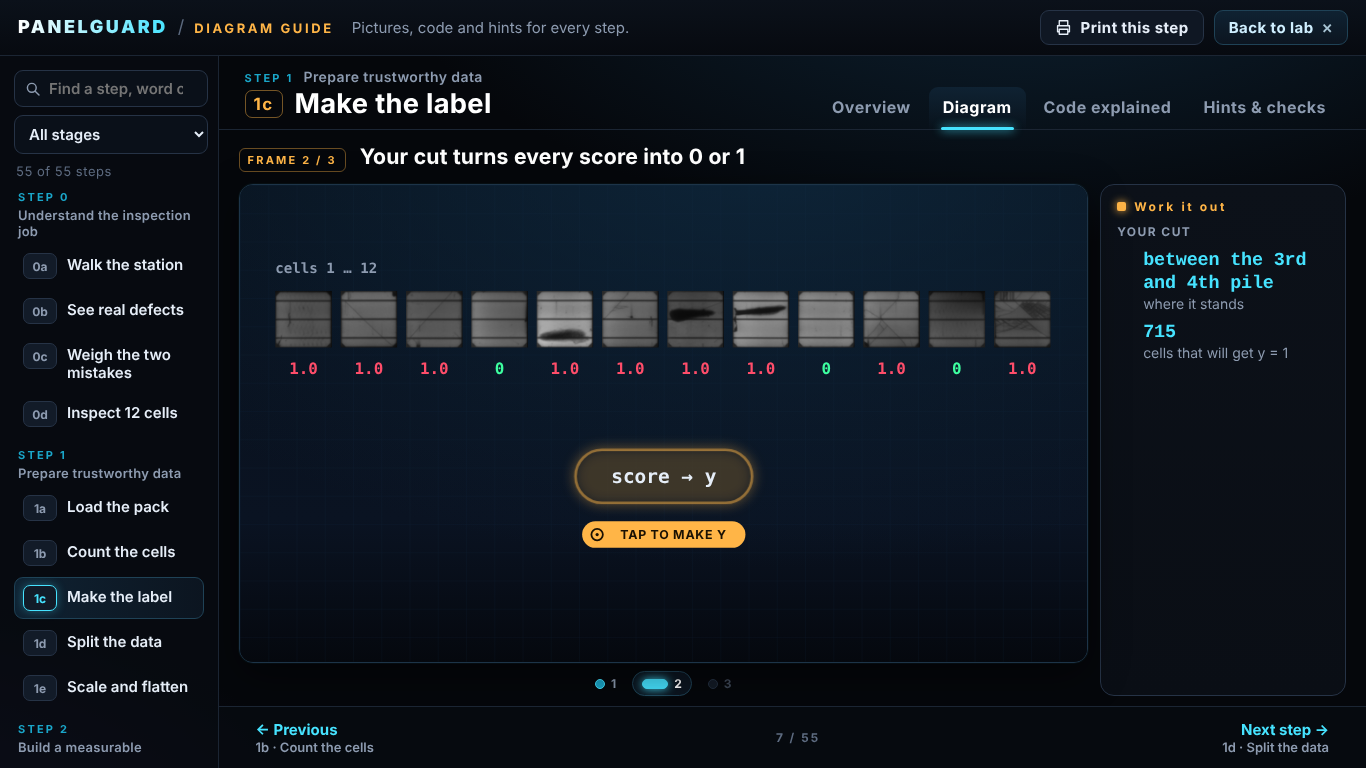 PANELGUARD / DIAGRAM GUIDE Pictures, code and hints for every step.
Print this step
Back to lab ×
Find a step, word c
All stages
55 of 55 steps
STEP 0
Understand the inspection
job
0a Walk the station
0b See real defects
0c Weigh the two
mistakes
0d Inspect 12 cells
STEP 1
Prepare trustworthy data
1a Load the pack
1b Count the cells
1c Make the label
1d Split the data
1e Scale and flatten
STEP 2
Build a measurable
STEP 1 Prepare trustworthy data
1c Make the label
Overview Diagram Code explained Hints & checks
FRAME 2 / 3 Your cut turns every score into 0 or 1
cells 1 … 12
1.0 1.0 1.0 0 1.0 1.0 1.0 1.0 0 1.0 0 1.0
score → y
TAP TO MAKE Y
1 2 3
Work it out
YOUR CUT
between the 3rd
and 4th pile
where it stands
715
cells that will get y = 1
← Previous
1b · Count the cells
7 / 55
Next step →
1d · Split the data